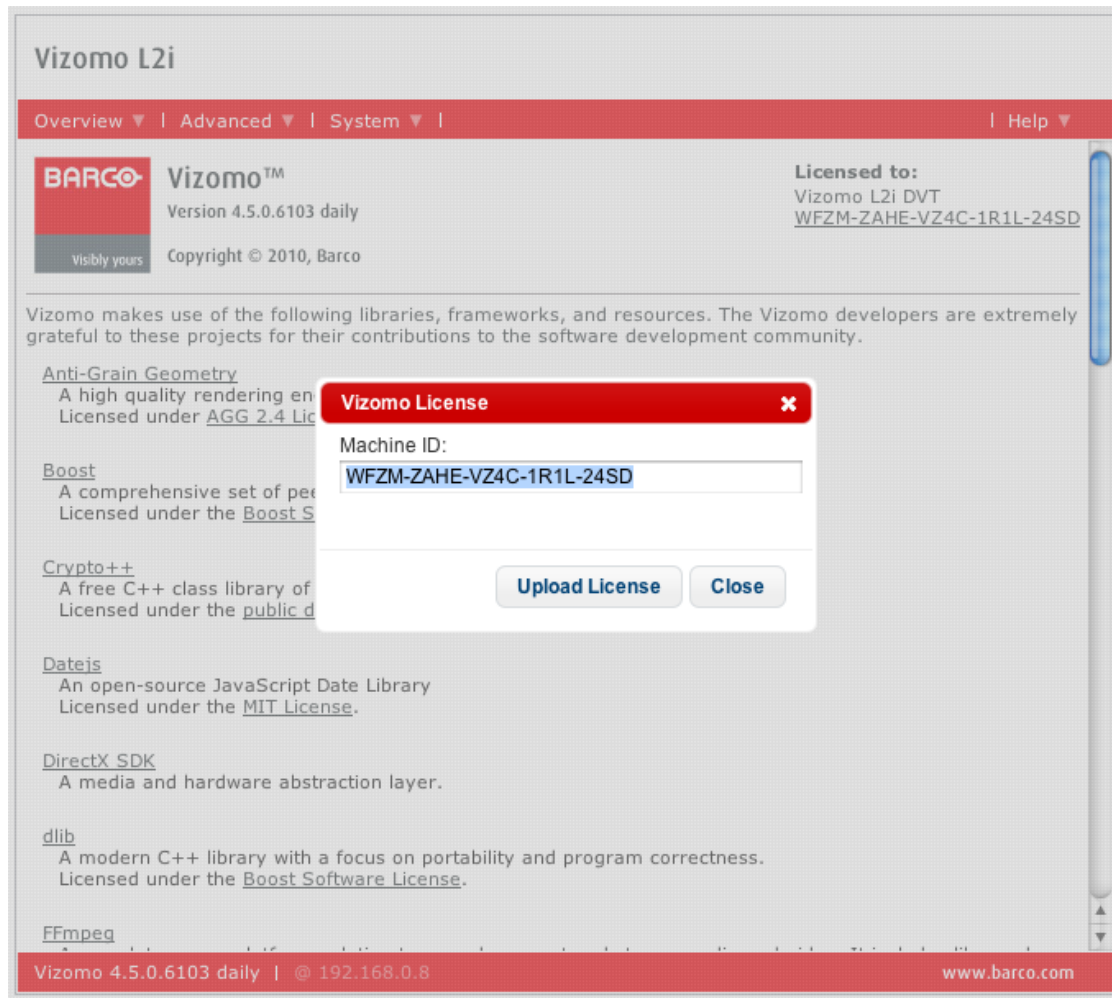 Vizomo L2i
Overview ▼ | Advanced ▼ | System ▼ |
| Help ▼
BARCO
Visibly yours
Vizomo™
Version 4.5.0.6103 daily
Copyright © 2010, Barco
Licensed to:
Vizomo L2i DVT
WFZM-ZAHE-VZ4C-1R1L-24SD
Vizomo makes use of the following libraries, frameworks, and resources. The Vizomo developers are extremely
grateful to these projects for their contributions to the software development community.
Anti-Grain Geometry
A high quality rendering en
Licensed under AGG 2.4 Lic
Boost
A comprehensive set of pee
Licensed under the Boost S
Crypto++
A free C++ class library of
Licensed under the public d
Vizomo License
Machine ID:
WFZM-ZAHE-VZ4C-1R1L-24SD
Upload License
Close
Datejs
An open-source JavaScript Date Library
Licensed under the MIT License.
DirectX SDK
A media and hardware abstraction layer.
dlib
A modern C++ library with a focus on portability and program correctness.
Licensed under the Boost Software License.
FFmpeg
Vizomo 4.5.0.6103 daily | @ 192.168.0.8
www.barco.com